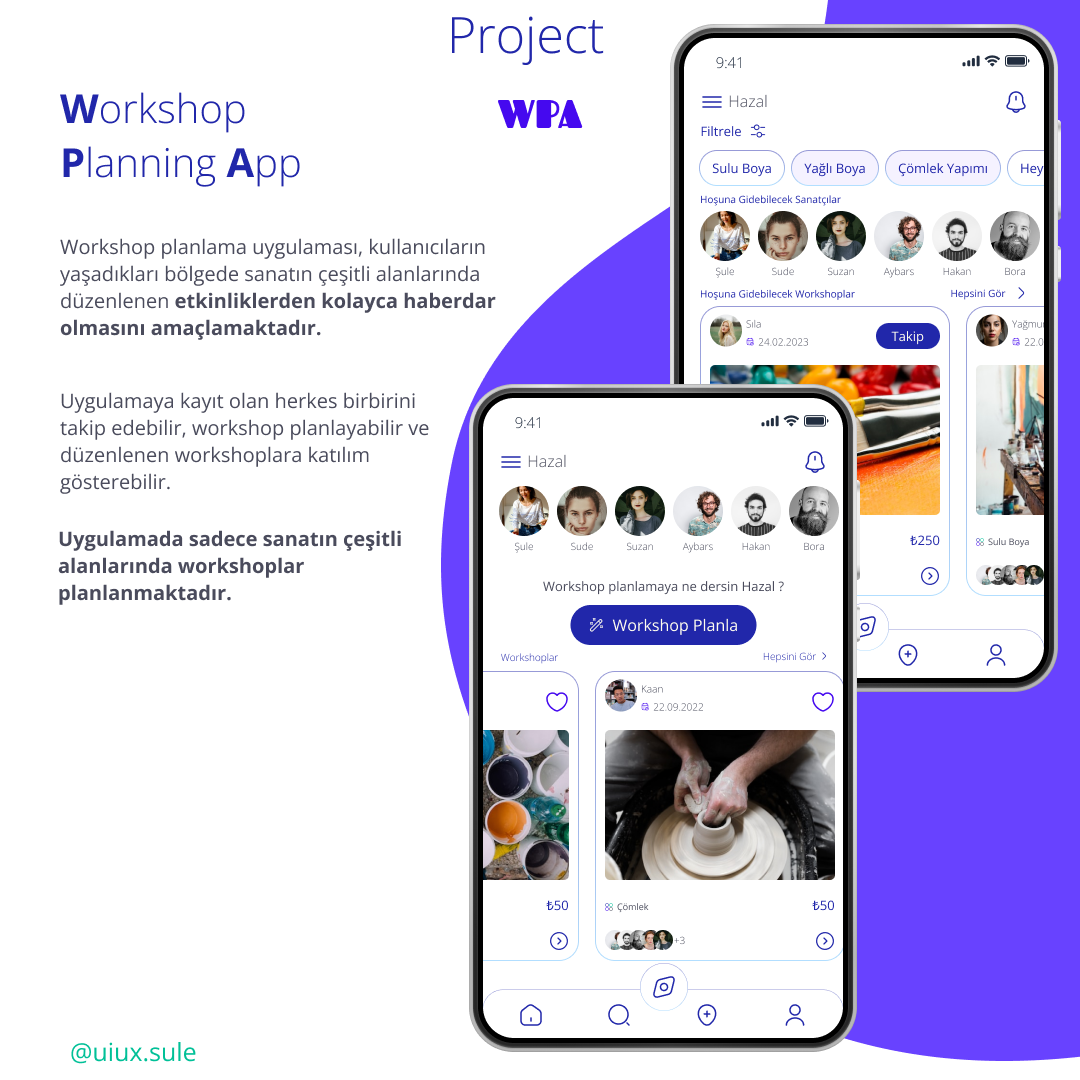 Project
WPA
Workshop
Planning App
Workshop planlama uygulaması, kullanıcıların
yaşadıkları bölgede sanatın çeşitli alanlarında
düzenlenen etkinliklerden kolayca haberdar
olmasını amaçlamaktadır.
Uygulamaya kayıt olan herkes birbirini
takip edebilir, workshop planlayabilir ve
düzenlenen workshoplara katılım
gösterebilir.
Uygulamada sadece sanatın çeşitli
alanlarında workshoplar
planlanmaktadır.
@uiux.sule
9:41
Hazal
Filtrele
Sulu Boya Yağlı Boya Çömlek Yapımı Hey
Hoşuna Gidebilecek Sanatçılar
Şule Sude Suzan Aybars Hakan Bora
Hoşuna Gidebilecek Workshoplar Hepsini Gör
Sıla
24.02.2023
Takip
₺250
Yağmu
22.0
Sulu Boya
9:41
Hazal
Şule Sude Suzan Aybars Hakan Bora
Workshop planlamaya ne dersin Hazal ?
Workshop Planla
Workshoplar Hepsini Gör
₺50
Kaan
22.09.2022
Çömlek ₺50
+3